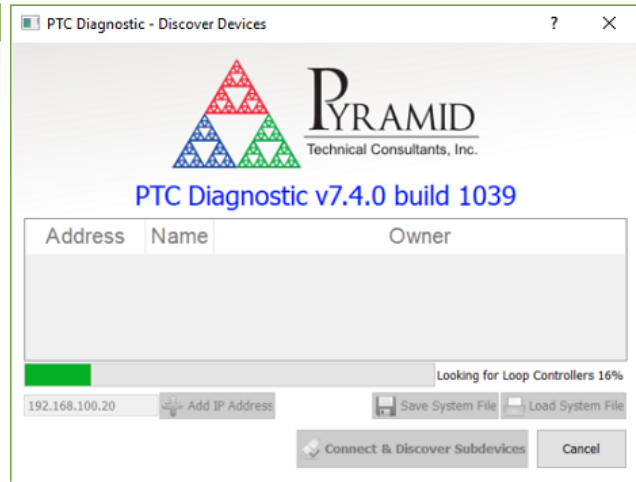 PTC Diagnostic - Discover Devices ? ×
PYRAMID
Technical Consultants, Inc.
PTC Diagnostic v7.4.0 build 1039
Address Name Owner
Looking for Loop Controllers 16%
192.168.100.20 Add IP Address Save System File Load System File
Connect & Discover Subdevices Cancel